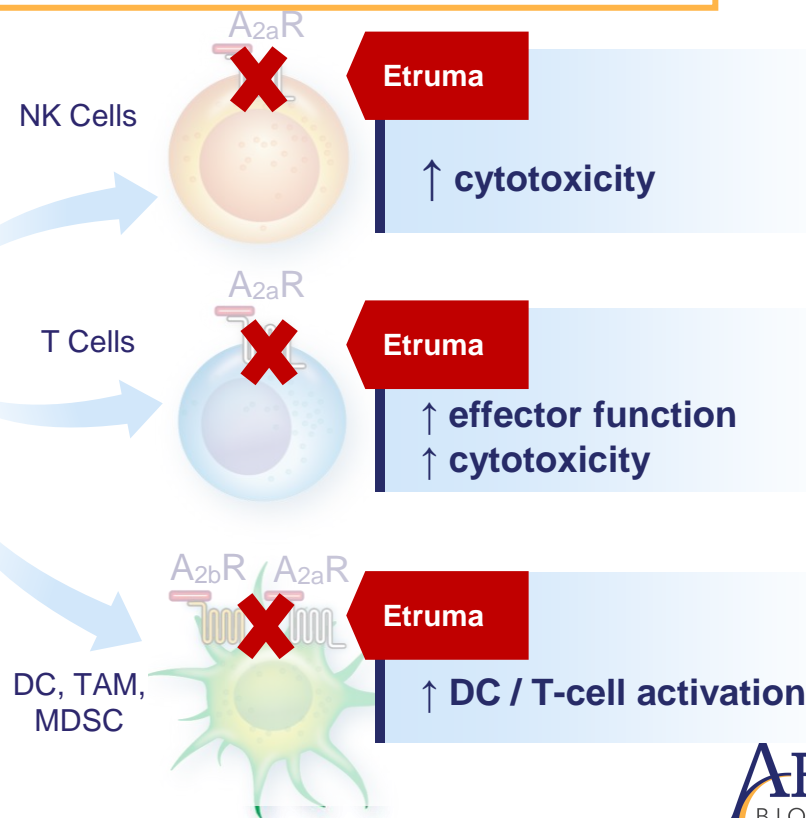 A2aR
Etruma
NK Cells
↑ cytotoxicity
A2aR
T Cells
Etruma
↑ effector function
↑ cytotoxicity
A2bR A2aR
Etruma
DC, TAM,
MDSC
↑ DC / T-cell activation